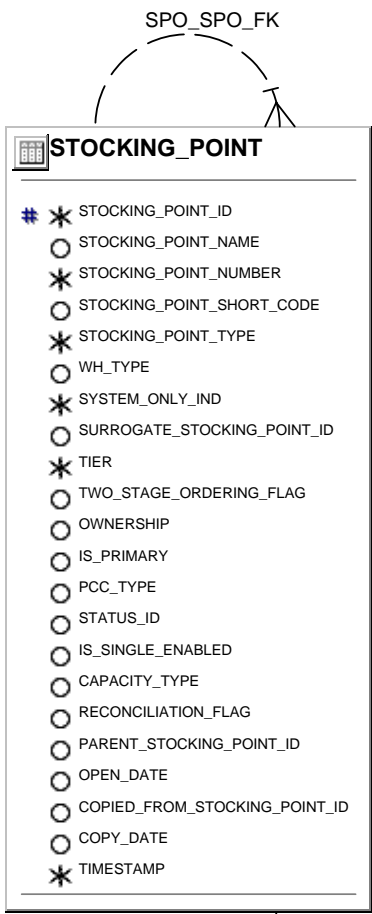 SPO_SPO_FK
STOCKING_POINT
# * STOCKING_POINT_ID
STOCKING_POINT_NAME
* STOCKING_POINT_NUMBER
STOCKING_POINT_SHORT_CODE
* STOCKING_POINT_TYPE
WH_TYPE
* SYSTEM_ONLY_IND
SURROGATE_STOCKING_POINT_ID
* TIER
TWO_STAGE_ORDERING_FLAG
OWNERSHIP
IS_PRIMARY
PCC_TYPE
STATUS_ID
IS_SINGLE_ENABLED
CAPACITY_TYPE
RECONCILIATION_FLAG
PARENT_STOCKING_POINT_ID
OPEN_DATE
COPIED_FROM_STOCKING_POINT_ID
COPY_DATE
* TIMESTAMP